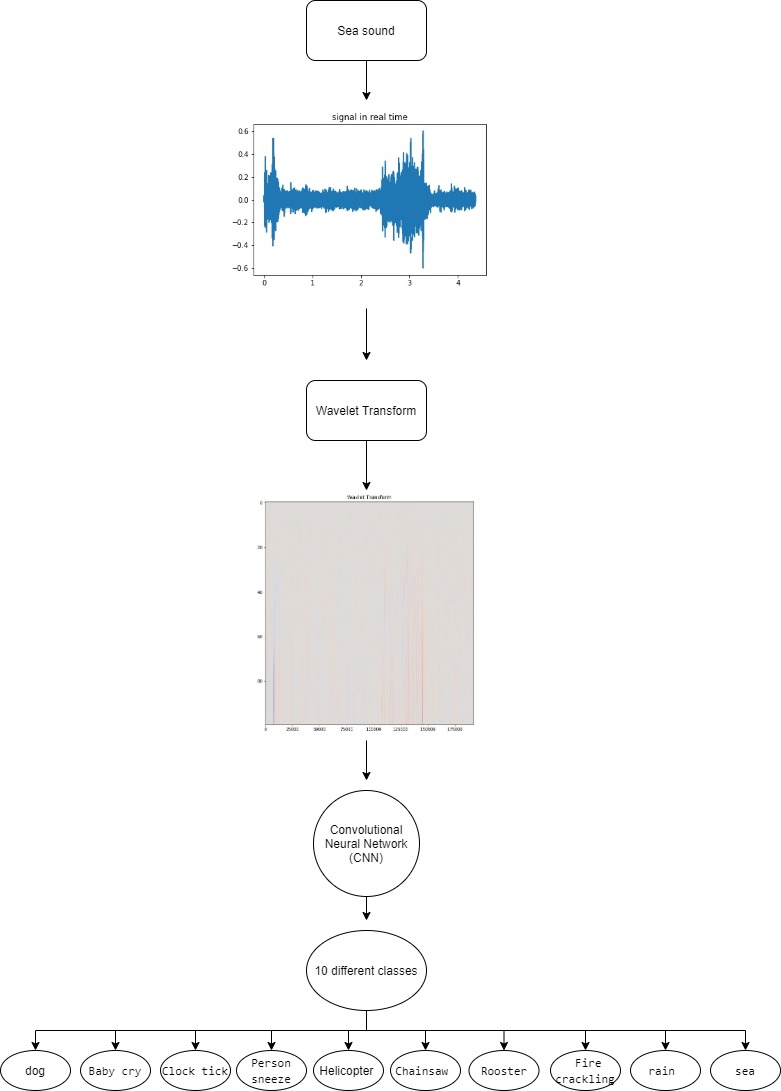 Sea sound
signal in real time
0.6
0.4
0.2
0.0
−0.2
−0.4
−0.6
0 1 2 3 4
Wavelet Transform
Wavelet Transform
0
20
40
60
80
0 25000 50000 75000 100000 125000 150000 175000
Convolutional
Neural Network
(CNN)
10 different classes
dog
Baby cry
Clock tick
Person
sneeze
Helicopter
Chainsaw
Rooster
Fire
crackling
rain
sea